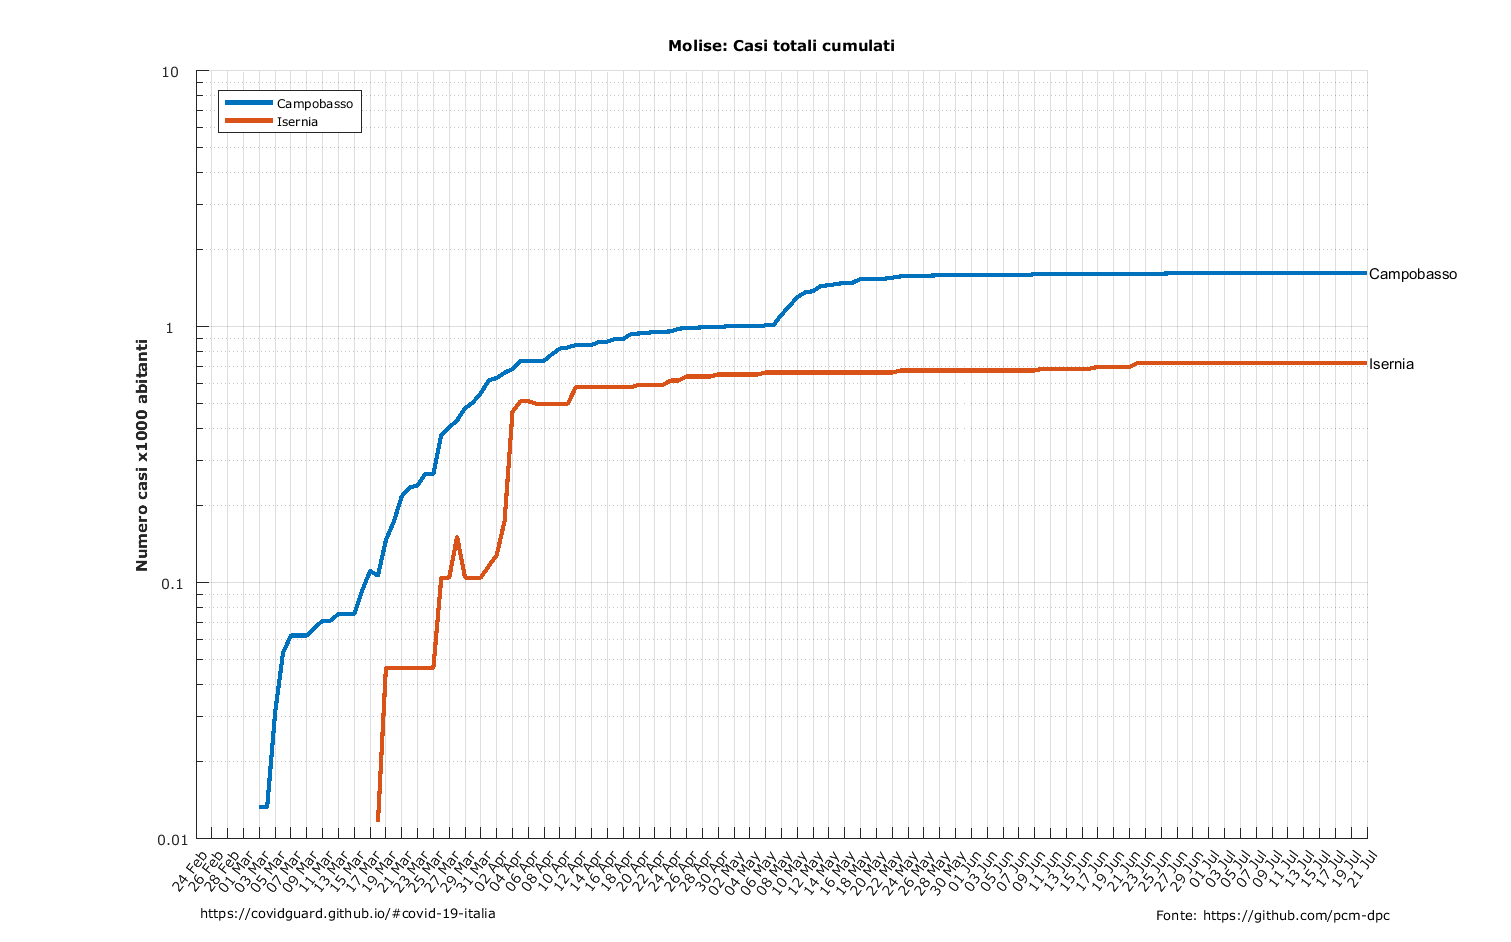 Molise: Casi totali cumulati
Campobasso
Isernia
Numero casi x1000 abitanti
10
1
0.1
0.01
Campobasso
Isernia
24 Feb
26 Feb
28 Feb
01 Mar
03 Mar
05 Mar
07 Mar
09 Mar
11 Mar
13 Mar
15 Mar
17 Mar
19 Mar
21 Mar
23 Mar
25 Mar
27 Mar
29 Mar
31 Mar
02 Apr
04 Apr
06 Apr
08 Apr
10 Apr
12 Apr
14 Apr
16 Apr
18 Apr
20 Apr
22 Apr
24 Apr
26 Apr
28 Apr
30 Apr
02 May
04 May
06 May
08 May
10 May
12 May
14 May
16 May
18 May
20 May
22 May
24 May
26 May
28 May
30 May
01 Jun
03 Jun
05 Jun
07 Jun
09 Jun
11 Jun
13 Jun
15 Jun
17 Jun
19 Jun
21 Jun
23 Jun
25 Jun
27 Jun
29 Jun
01 Jul
03 Jul
05 Jul
07 Jul
09 Jul
11 Jul
13 Jul
15 Jul
17 Jul
19 Jul
21 Jul
https://covidguard.github.io/#covid-19-italia
Fonte: https://github.com/pcm-dpc